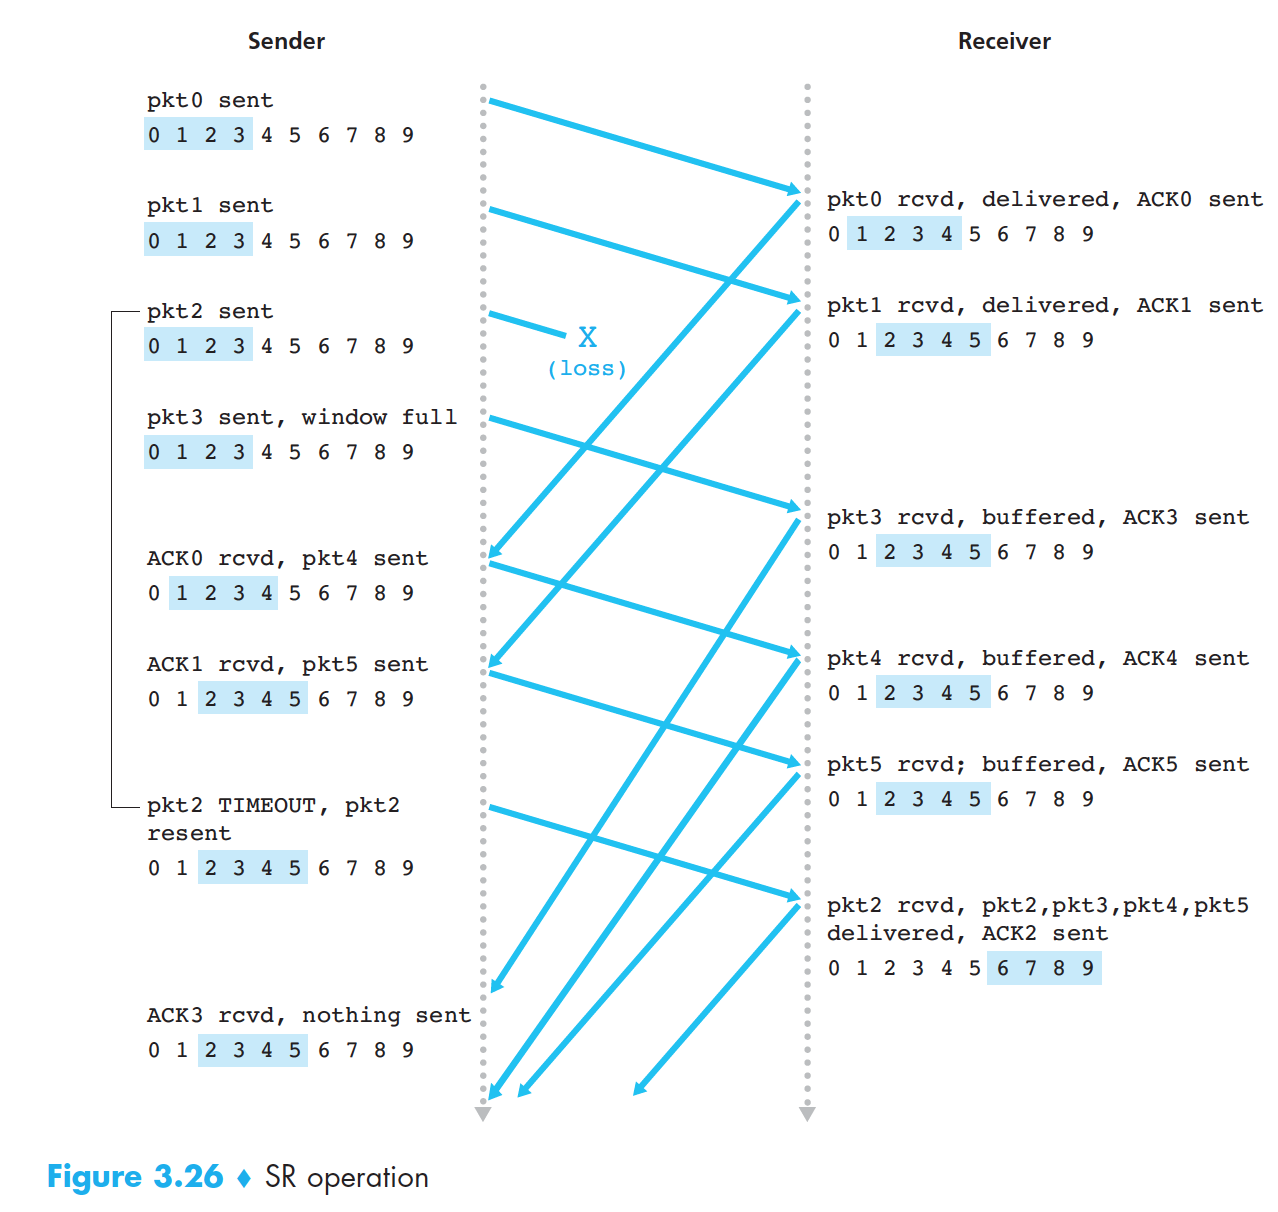 Sender
Receiver
pkt0 sent
0 1 2 3 4 5 6 7 8 9
pkt0 rcvd, delivered, ACK0 sent
0 1 2 3 4 5 6 7 8 9
pkt1 sent
0 1 2 3 4 5 6 7 8 9
pkt1 rcvd, delivered, ACK1 sent
0 1 2 3 4 5 6 7 8 9
pkt2 sent
0 1 2 3 4 5 6 7 8 9
X
(loss)
pkt3 sent, window full
0 1 2 3 4 5 6 7 8 9
pkt3 rcvd, buffered, ACK3 sent
0 1 2 3 4 5 6 7 8 9
ACK0 rcvd, pkt4 sent
0 1 2 3 4 5 6 7 8 9
pkt4 rcvd, buffered, ACK4 sent
0 1 2 3 4 5 6 7 8 9
ACK1 rcvd, pkt5 sent
0 1 2 3 4 5 6 7 8 9
pkt5 rcvd; buffered, ACK5 sent
0 1 2 3 4 5 6 7 8 9
pkt2 TIMEOUT, pkt2
resent
0 1 2 3 4 5 6 7 8 9
pkt2 rcvd, pkt2,pkt3,pkt4,pkt5
delivered, ACK2 sent
0 1 2 3 4 5 6 7 8 9
ACK3 rcvd, nothing sent
0 1 2 3 4 5 6 7 8 9
Figure 3.26 ♦ SR operation